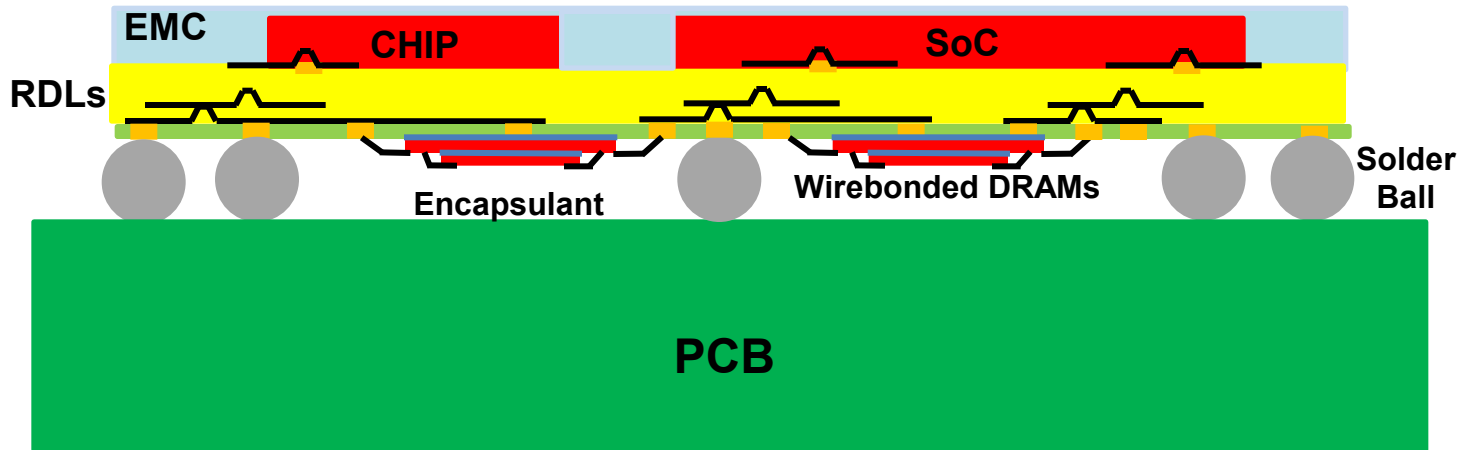 EMC
CHIP
SoC
RDLs
Encapsulant
Wirebonded DRAMs
Solder
Ball
PCB